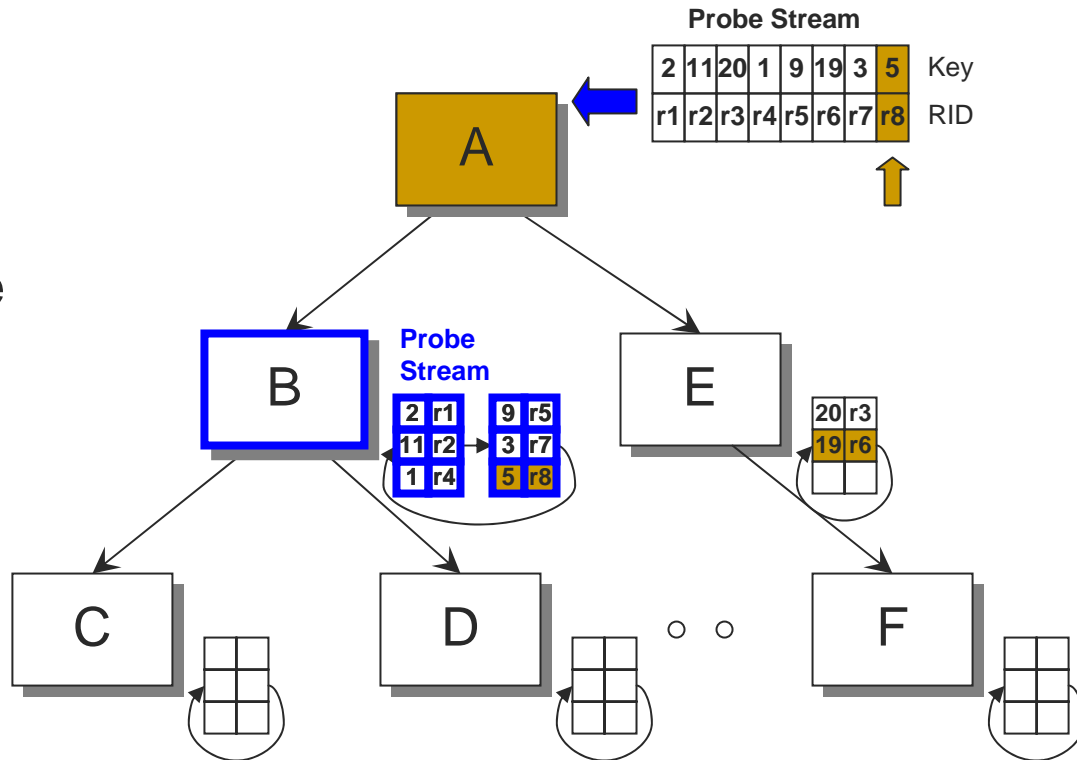 Probe Stream
2 11 20 1 9 19 3 5 Key
r1 r2 r3 r4 r5 r6 r7 r8 RID
A
e
B
Probe
Stream
2 r1 9 r5
11 r2 3 r7
1 r4 5 r8
E
20 r3
19 r6
C
D
F